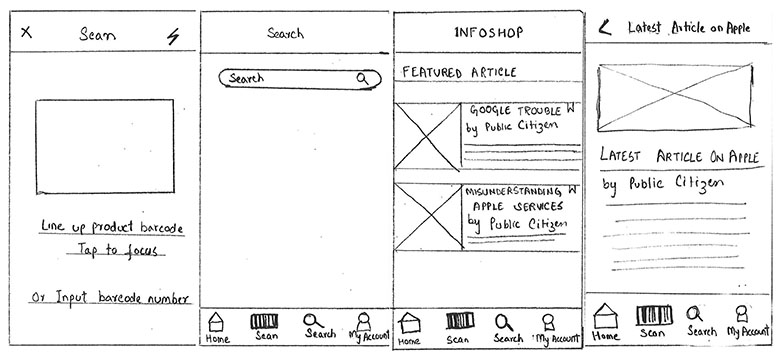 X Scan
Line up product barcode
Tap to focus
Or Input barcode number
Search
Search
Home Scan Search My Account
INFOSHOP
FEATURED ARTICLE
GOOGLE TROUBLE W
by Public Citizen
MISUNDERSTANDING W
APPLE SERVICES
by Public Citizen
Home Scan Search My Account
Latest Article on Apple
LATEST ARTICLE ON APPLE
by Public Citizen
Home Scan Search My Account